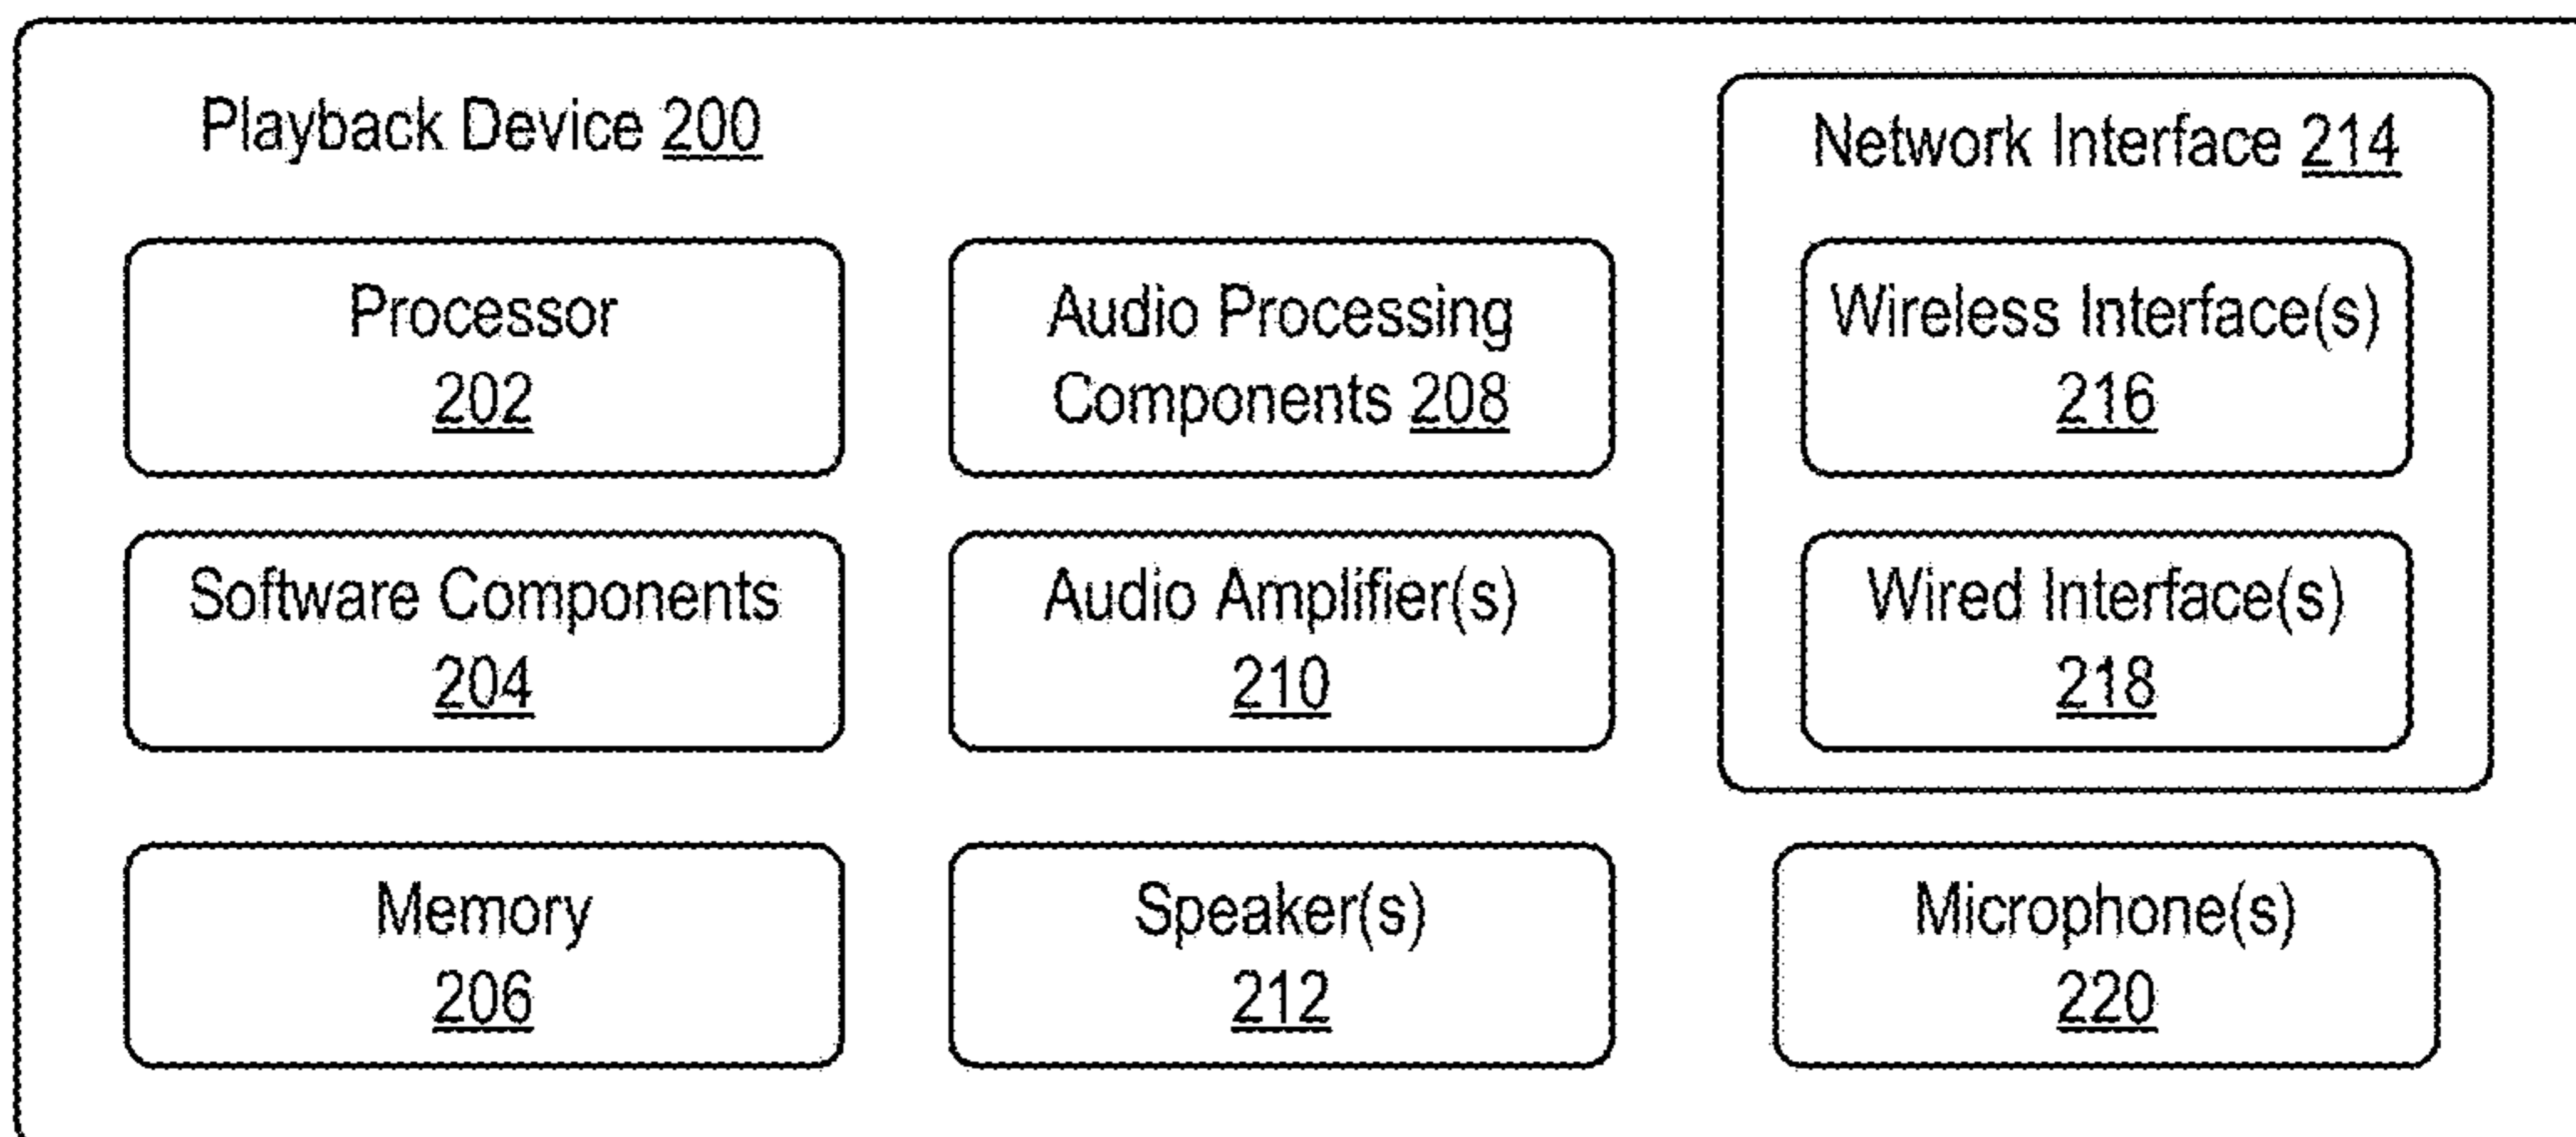 Playback Device 200
Processor
202
Software Components
204
Memory
206
Audio Processing
Components 208
Audio Amplifier(s)
210
Speaker(s)
212
Network Interface 214
Wireless Interface(s)
216
Wired Interface(s)
218
Microphone(s)
220